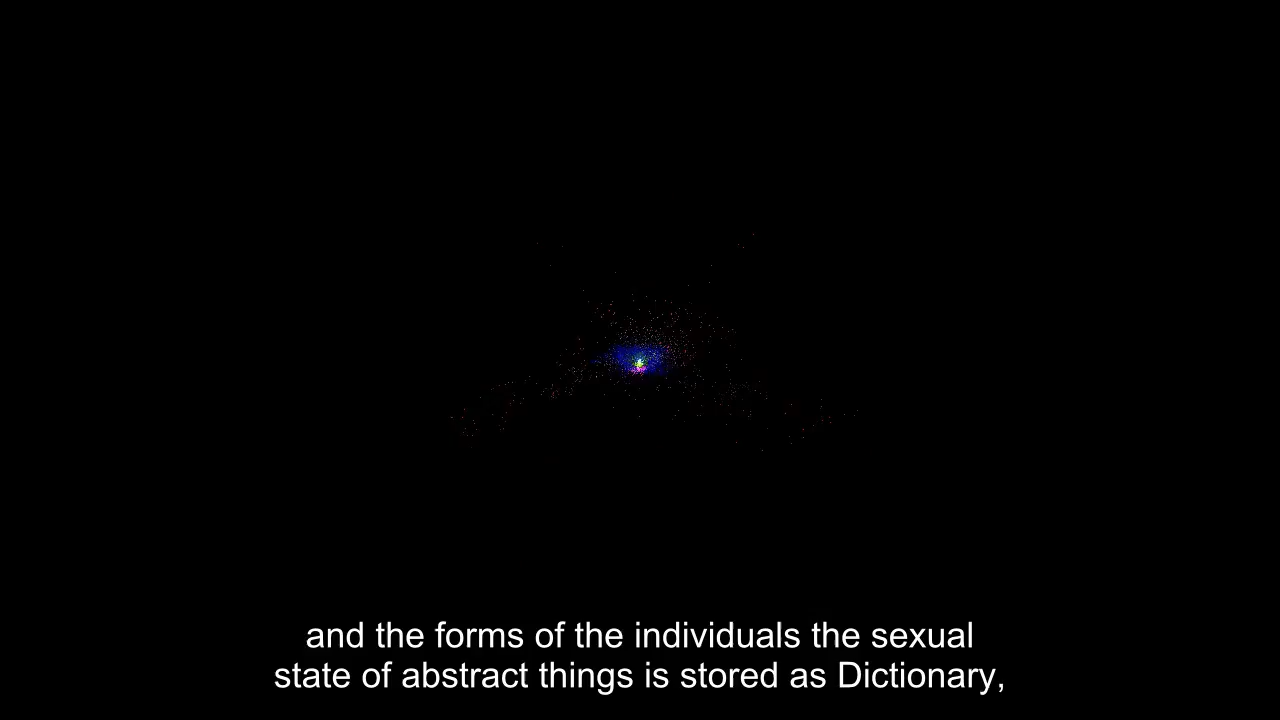 and the forms of the individuals the sexual
state of abstract things is stored as Dictionary,